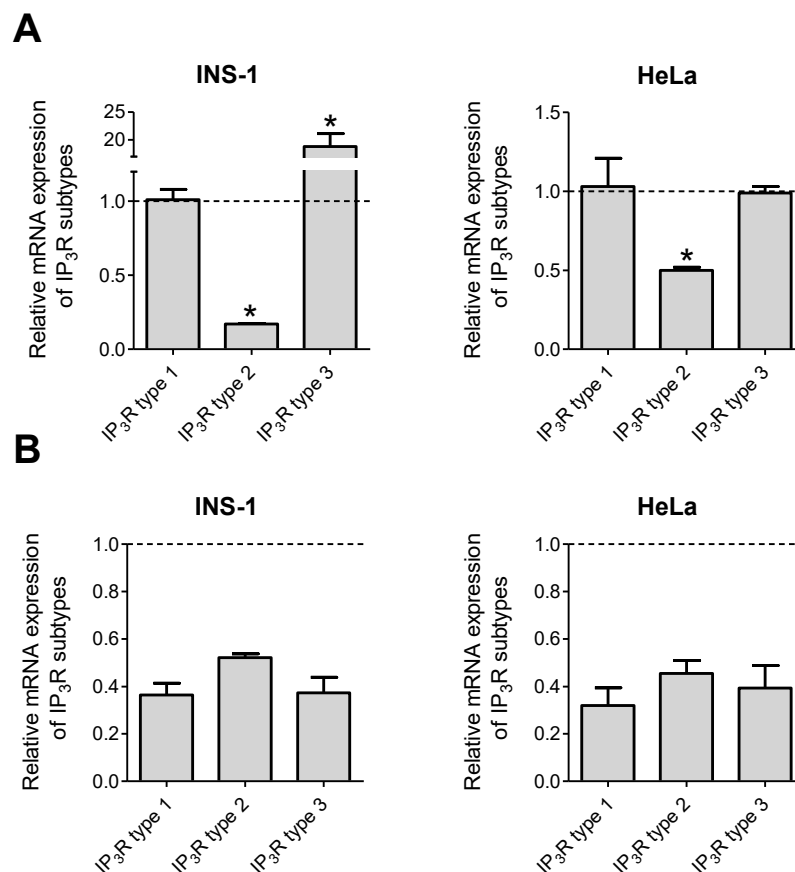 A
INS-1
Relative mRNA expression
of IP₃R subtypes
25
20
1.0
0.5
0.0
*
*
IP₃R type 1
IP₃R type 2
IP₃R type 3
HeLa
Relative mRNA expression
of IP₃R subtypes
1.5
1.0
0.5
0.0
*
IP₃R type 1
IP₃R type 2
IP₃R type 3
B
INS-1
Relative mRNA expression
of IP₃R subtypes
1.0
0.8
0.6
0.4
0.2
0.0
IP₃R type 1
IP₃R type 2
IP₃R type 3
HeLa
Relative mRNA expression
of IP₃R subtypes
1.0
0.8
0.6
0.4
0.2
0.0
IP₃R type 1
IP₃R type 2
IP₃R type 3